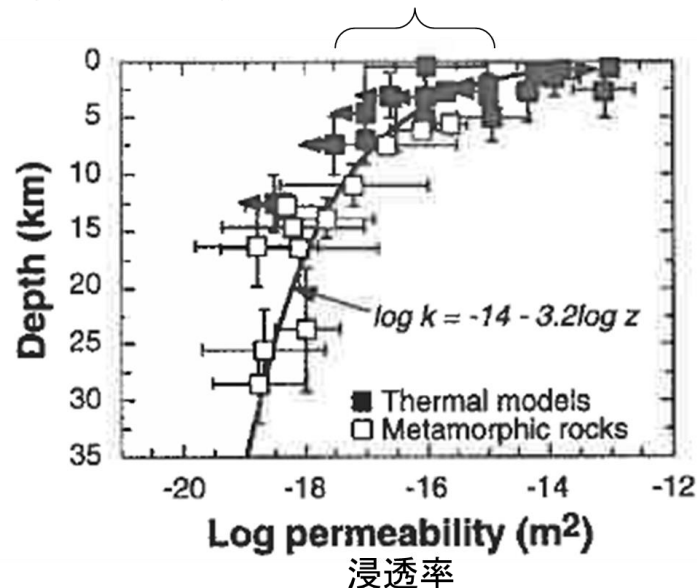 0
5
10
15
20
25
30
35
Depth (km)
log k = -14 - 3.2log z
Thermal models
Metamorphic rocks
-20 -18 -16 -14 -12
Log permeability (m²)
浸透率